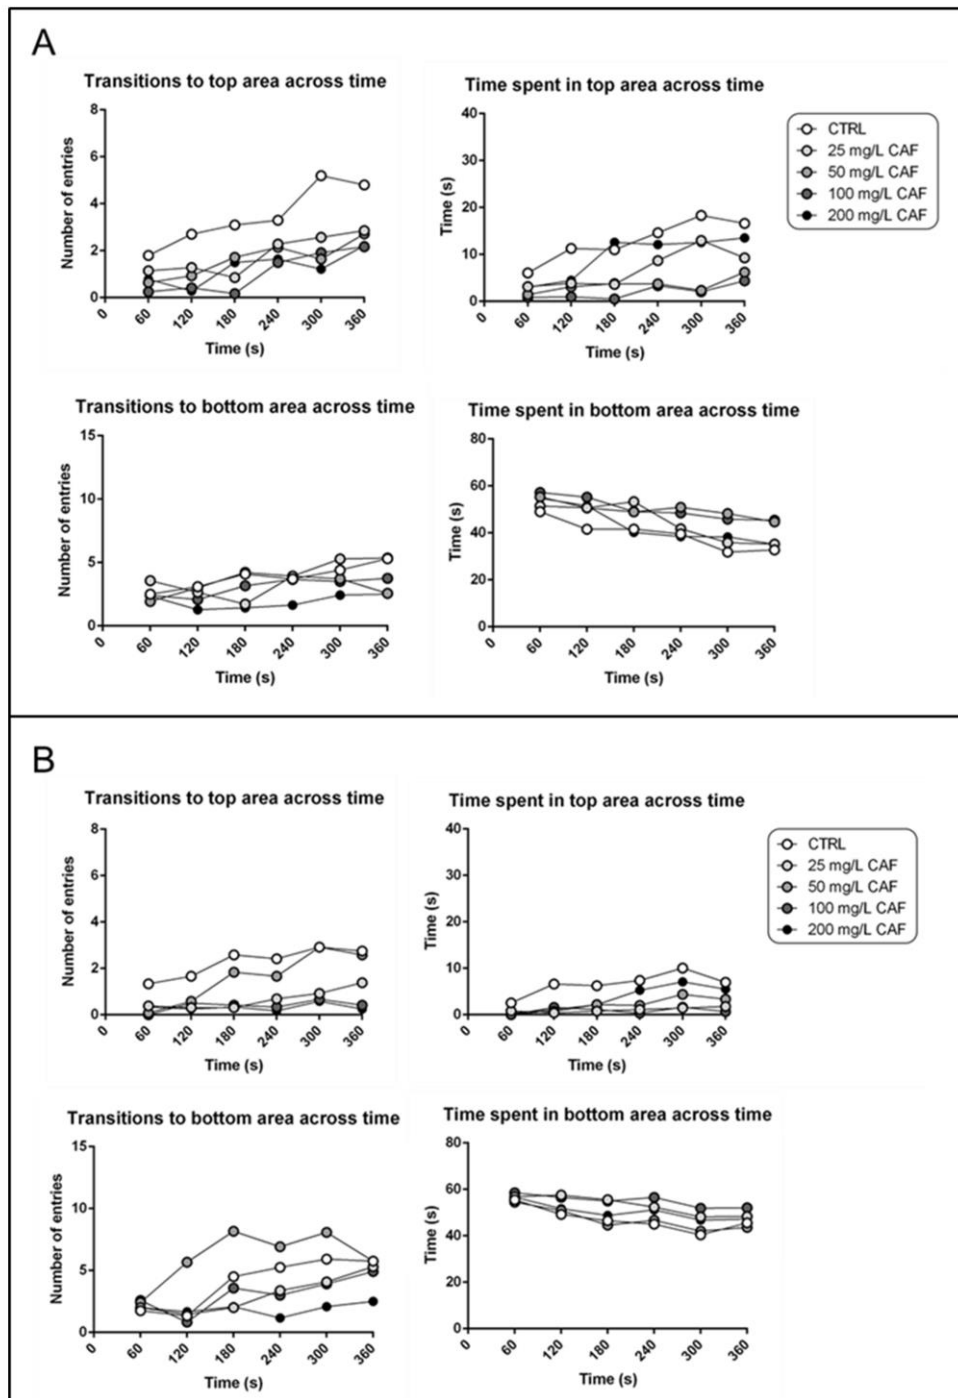 A
Transitions to top area across time
Number of entries
8
6
4
2
0
0
60
120
180
240
300
360
Time (s)
Time spent in top area across time
Time (s)
40
30
20
10
0
0
60
120
180
240
300
360
Time (s)
CTRL
25 mg/L CAF
50 mg/L CAF
100 mg/L CAF
200 mg/L CAF
Transitions to bottom area across time
Number of entries
15
10
5
0
0
60
120
180
240
300
360
Time (s)
Time spent in bottom area across time
Time (s)
80
60
40
20
0
0
60
120
180
240
300
360
Time (s)
B
Transitions to top area across time
Number of entries
8
6
4
2
0
0
60
120
180
240
300
360
Time (s)
Time spent in top area across time
Time (s)
40
30
20
10
0
0
60
120
180
240
300
360
Time (s)
CTRL
25 mg/L CAF
50 mg/L CAF
100 mg/L CAF
200 mg/L CAF
Transitions to bottom area across time
Number of entries
15
10
5
0
0
60
120
180
240
300
360
Time (s)
Time spent in bottom area across time
Time (s)
80
60
40
20
0
0
60
120
180
240
300
360
Time (s)